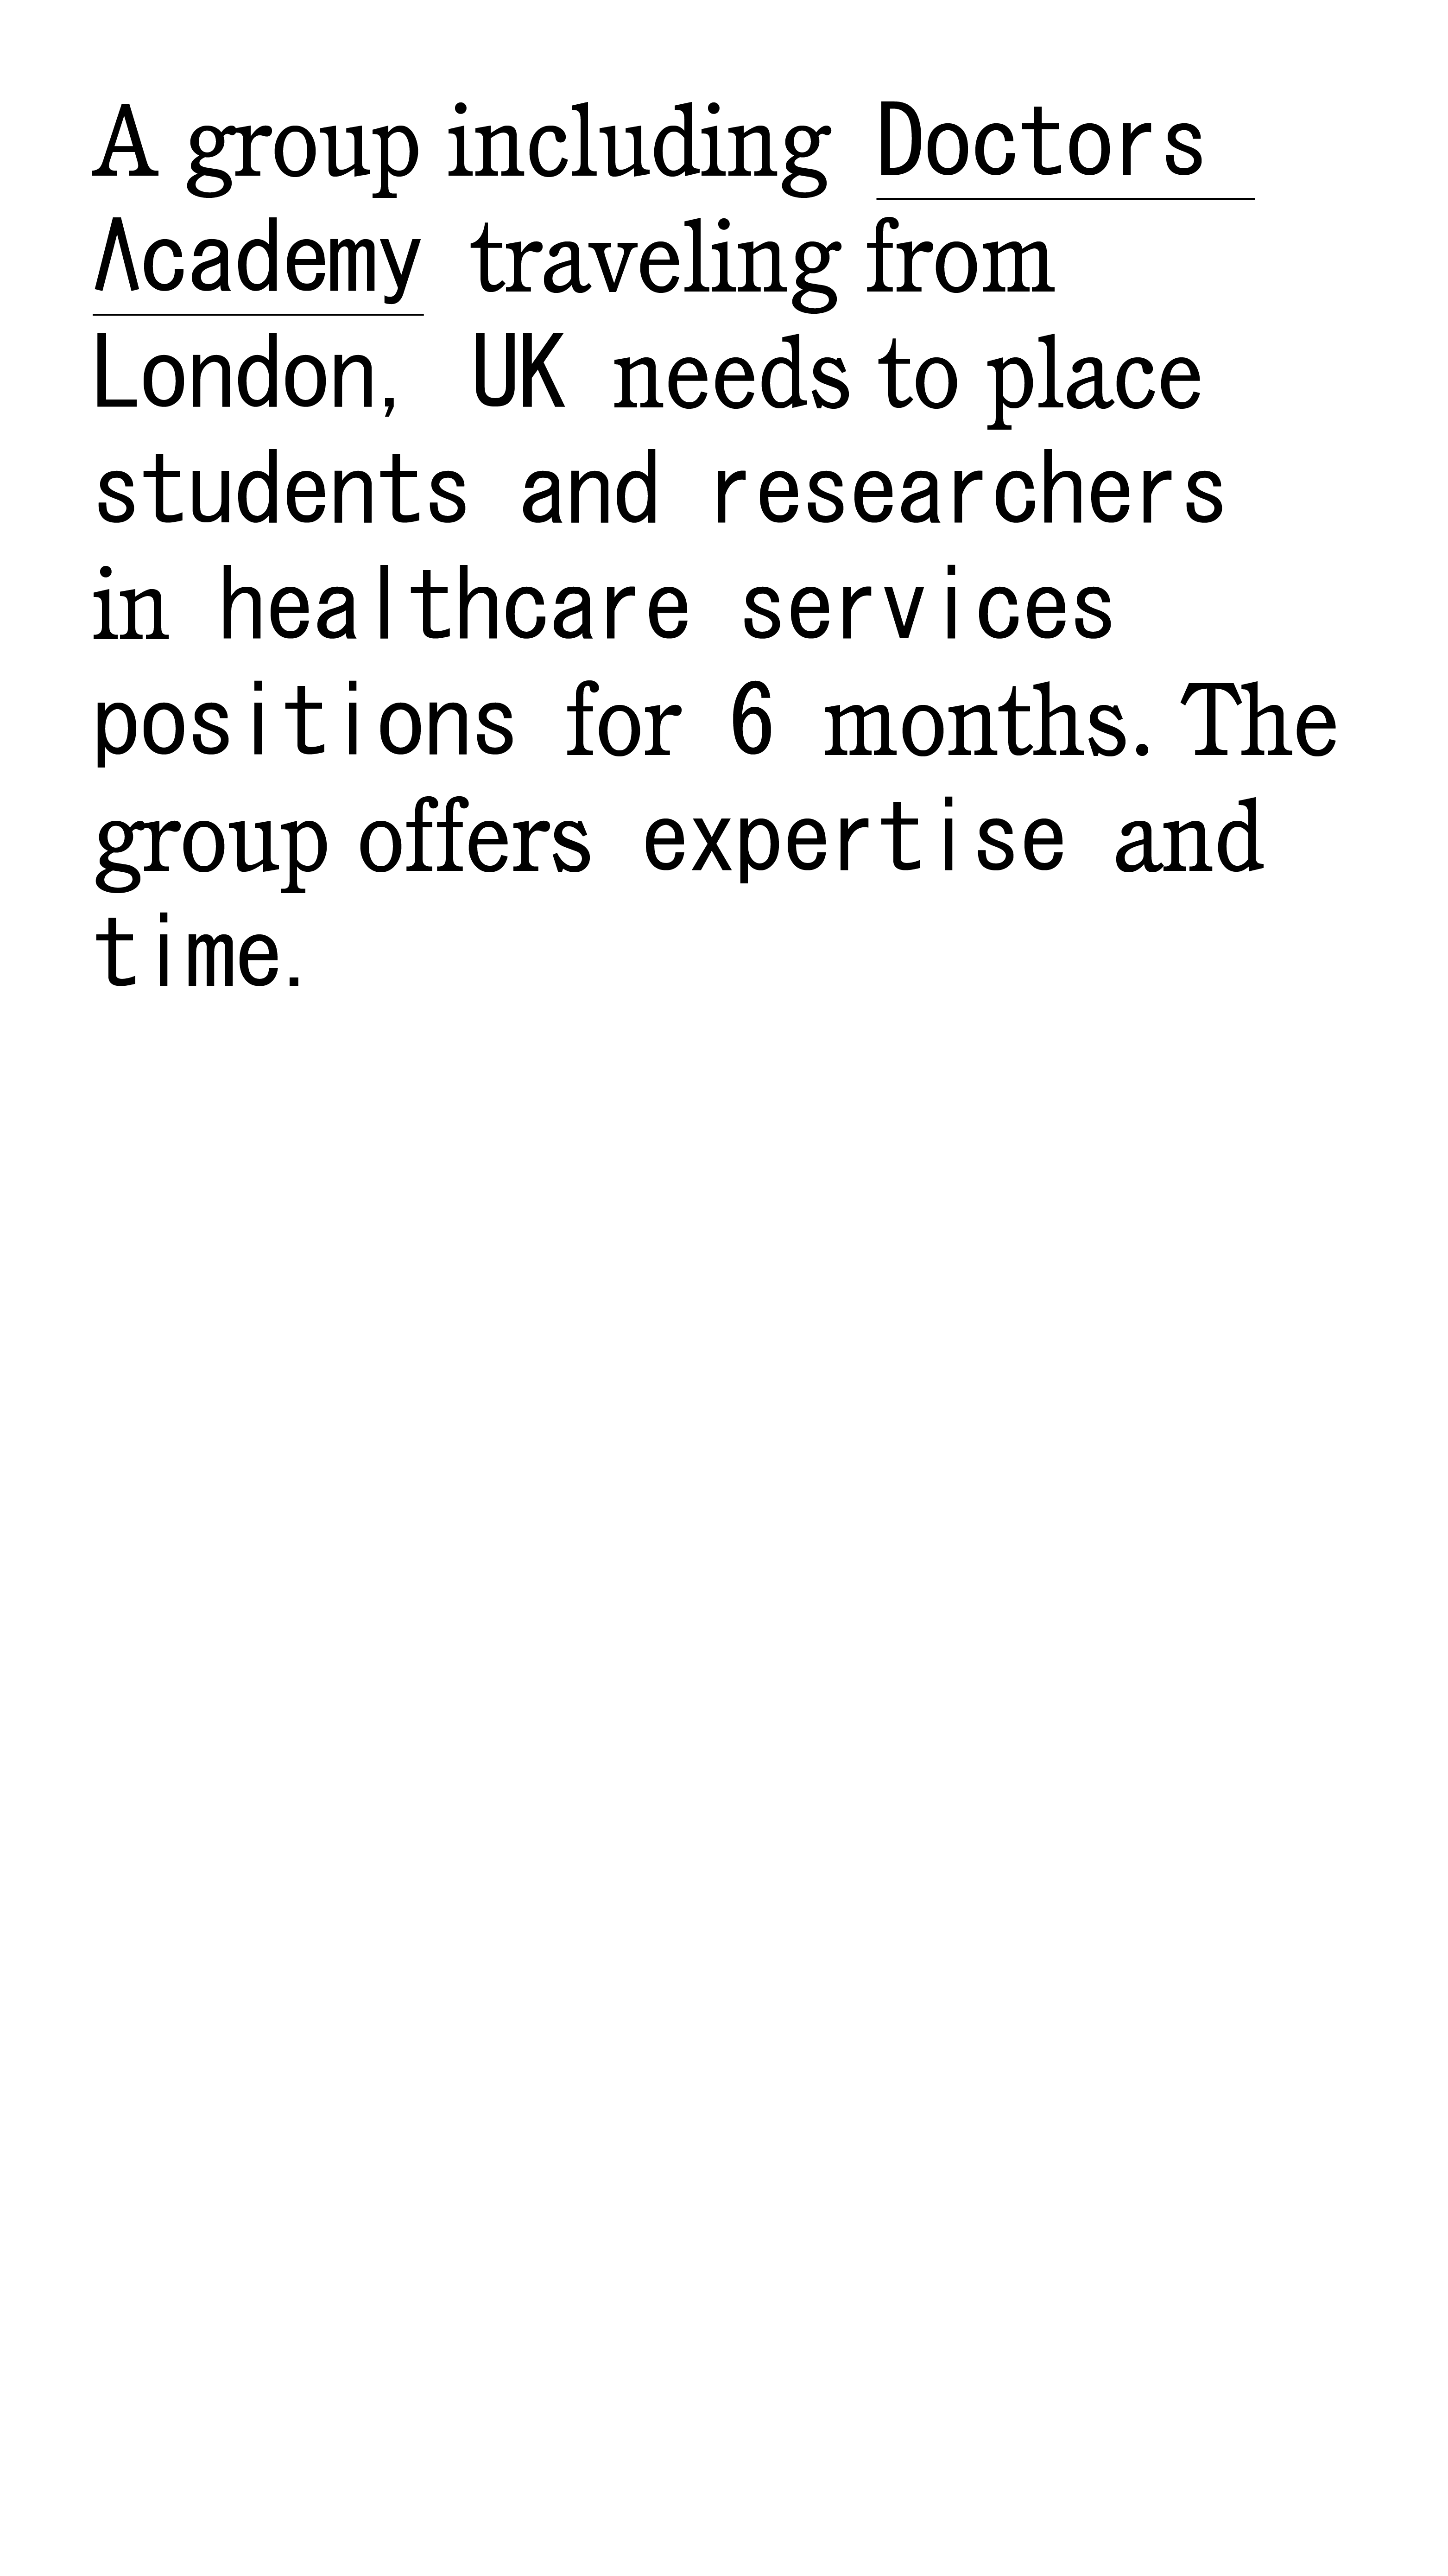 A group including Doctors
Academy traveling from
London, UK needs to place
students and researchers
in healthcare services
positions for 6 months. The
group offers expertise and
time.